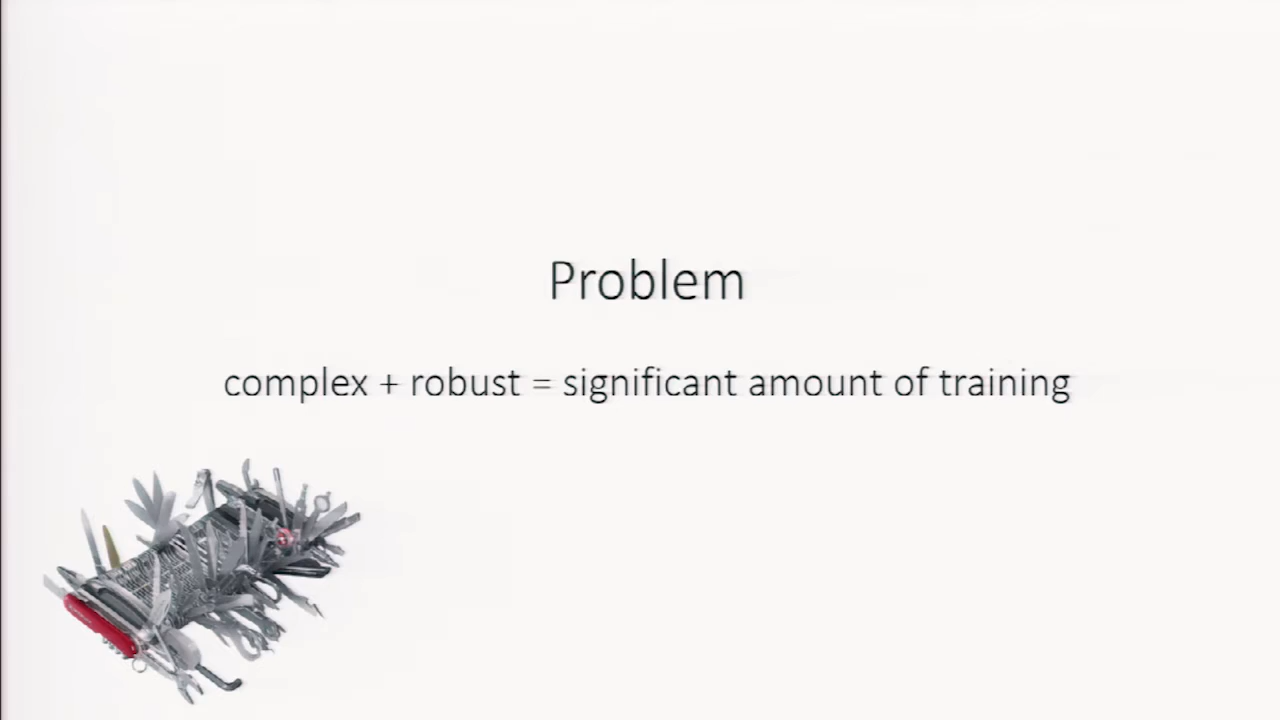 Problem
complex + robust = significant amount of training